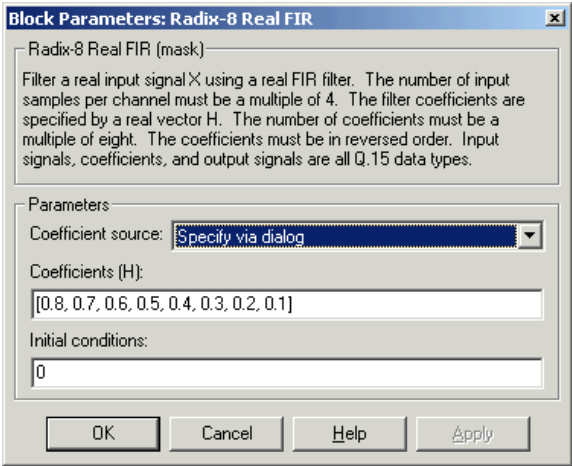 Block Parameters: Radix-8 Real FIR
Radix-8 Real FIR (mask)
Filter a real input signal X using a real FIR filter.  The number of input
samples per channel must be a multiple of 4.  The filter coefficients are
specified by a real vector H.  The number of coefficients must be a
multiple of eight.  The coefficients must be in reversed order.  Input
signals, coefficients, and output signals are all Q.15 data types.
Parameters
Coefficient source: Specify via dialog
Coefficients (H):
[0.8, 0.7, 0.6, 0.5, 0.4, 0.3, 0.2, 0.1]
Initial conditions:
0
OK Cancel Help Apply